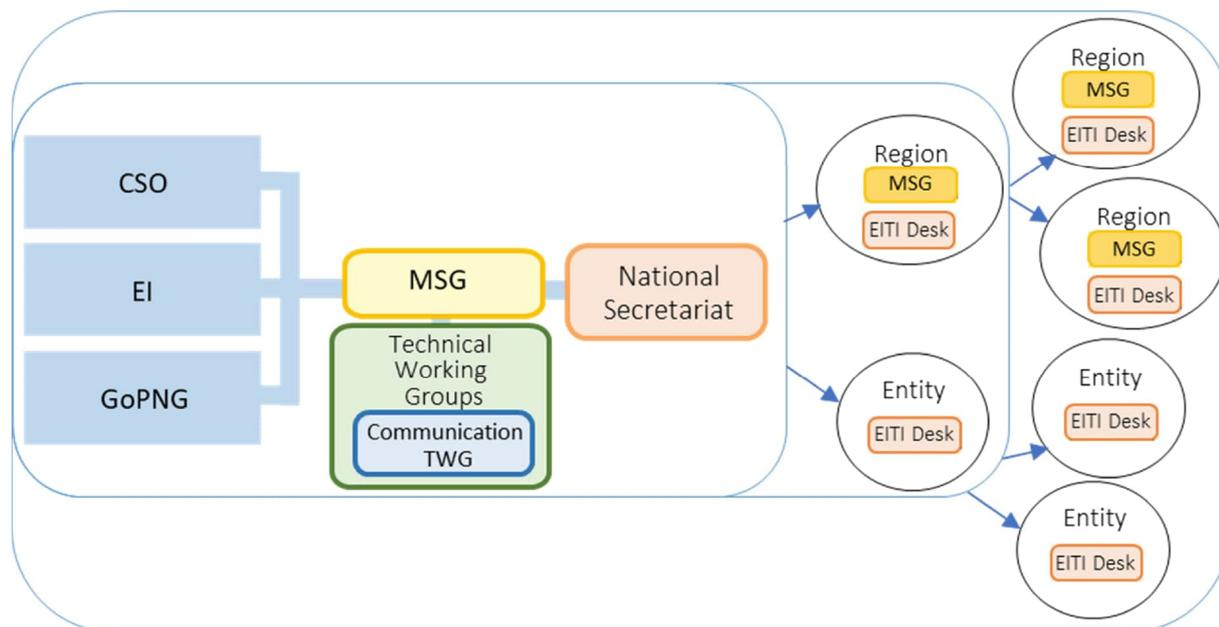 CSO
EI
GoPNG
MSG
Technical
Working
Groups
Communication
TWG
National
Secretariat
Region
MSG
EITI Desk
Entity
EITI Desk
Region
MSG
EITI Desk
Region
MSG
EITI Desk
Entity
EITI Desk
Entity
EITI Desk